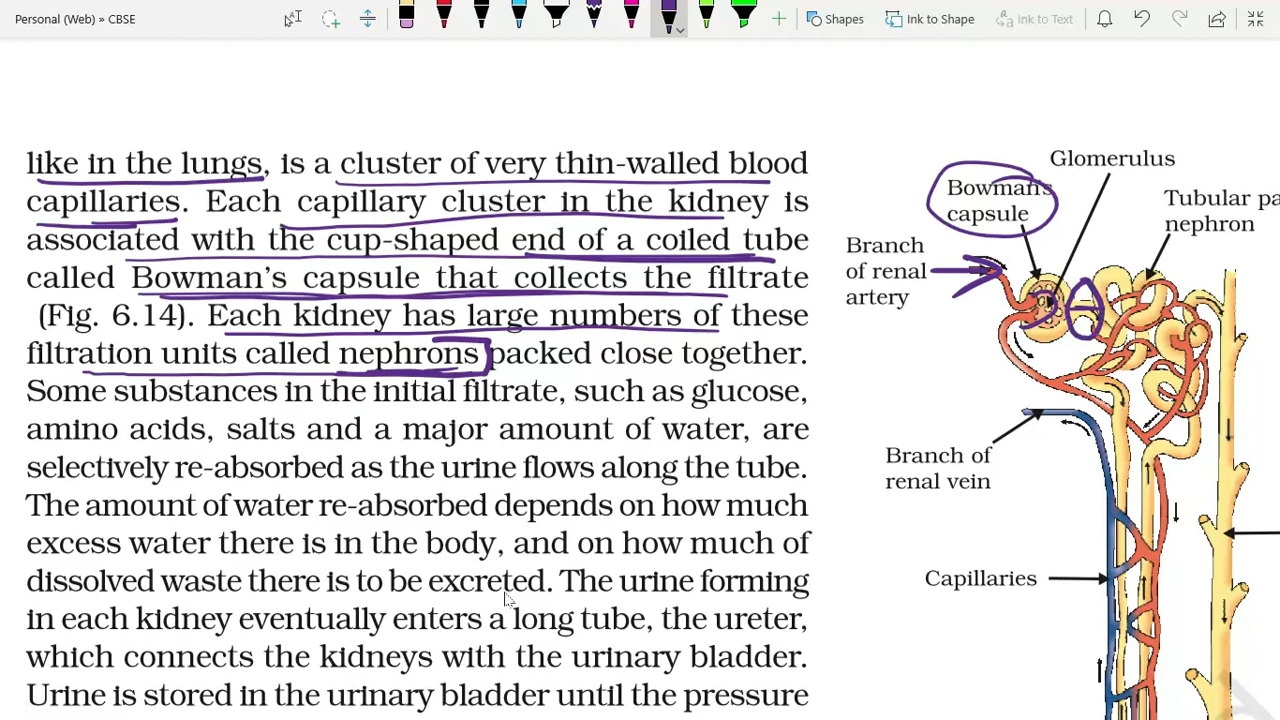 Personal (Web) » CBSE
Shapes
Ink to Shape
Ink to Text
like in the lungs, is a cluster of very thin-walled blood
capillaries. Each capillary cluster in the kidney is
associated with the cup-shaped end of a coiled tube
called Bowman's capsule that collects the filtrate
(Fig. 6.14). Each kidney has large numbers of these
filtration units called nephrons packed close together.
Some substances in the initial filtrate, such as glucose,
amino acids, salts and a major amount of water, are
selectively re-absorbed as the urine flows along the tube.
The amount of water re-absorbed depends on how much
excess water there is in the body, and on how much of
dissolved waste there is to be excreted. The urine forming
in each kidney eventually enters a long tube, the ureter,
which connects the kidneys with the urinary bladder.
Urine is stored in the urinary bladder until the pressure
Glomerulus
Bowman's
capsule
Tubular pa
nephron
Branch
of renal
artery
Branch of
renal vein
Capillaries